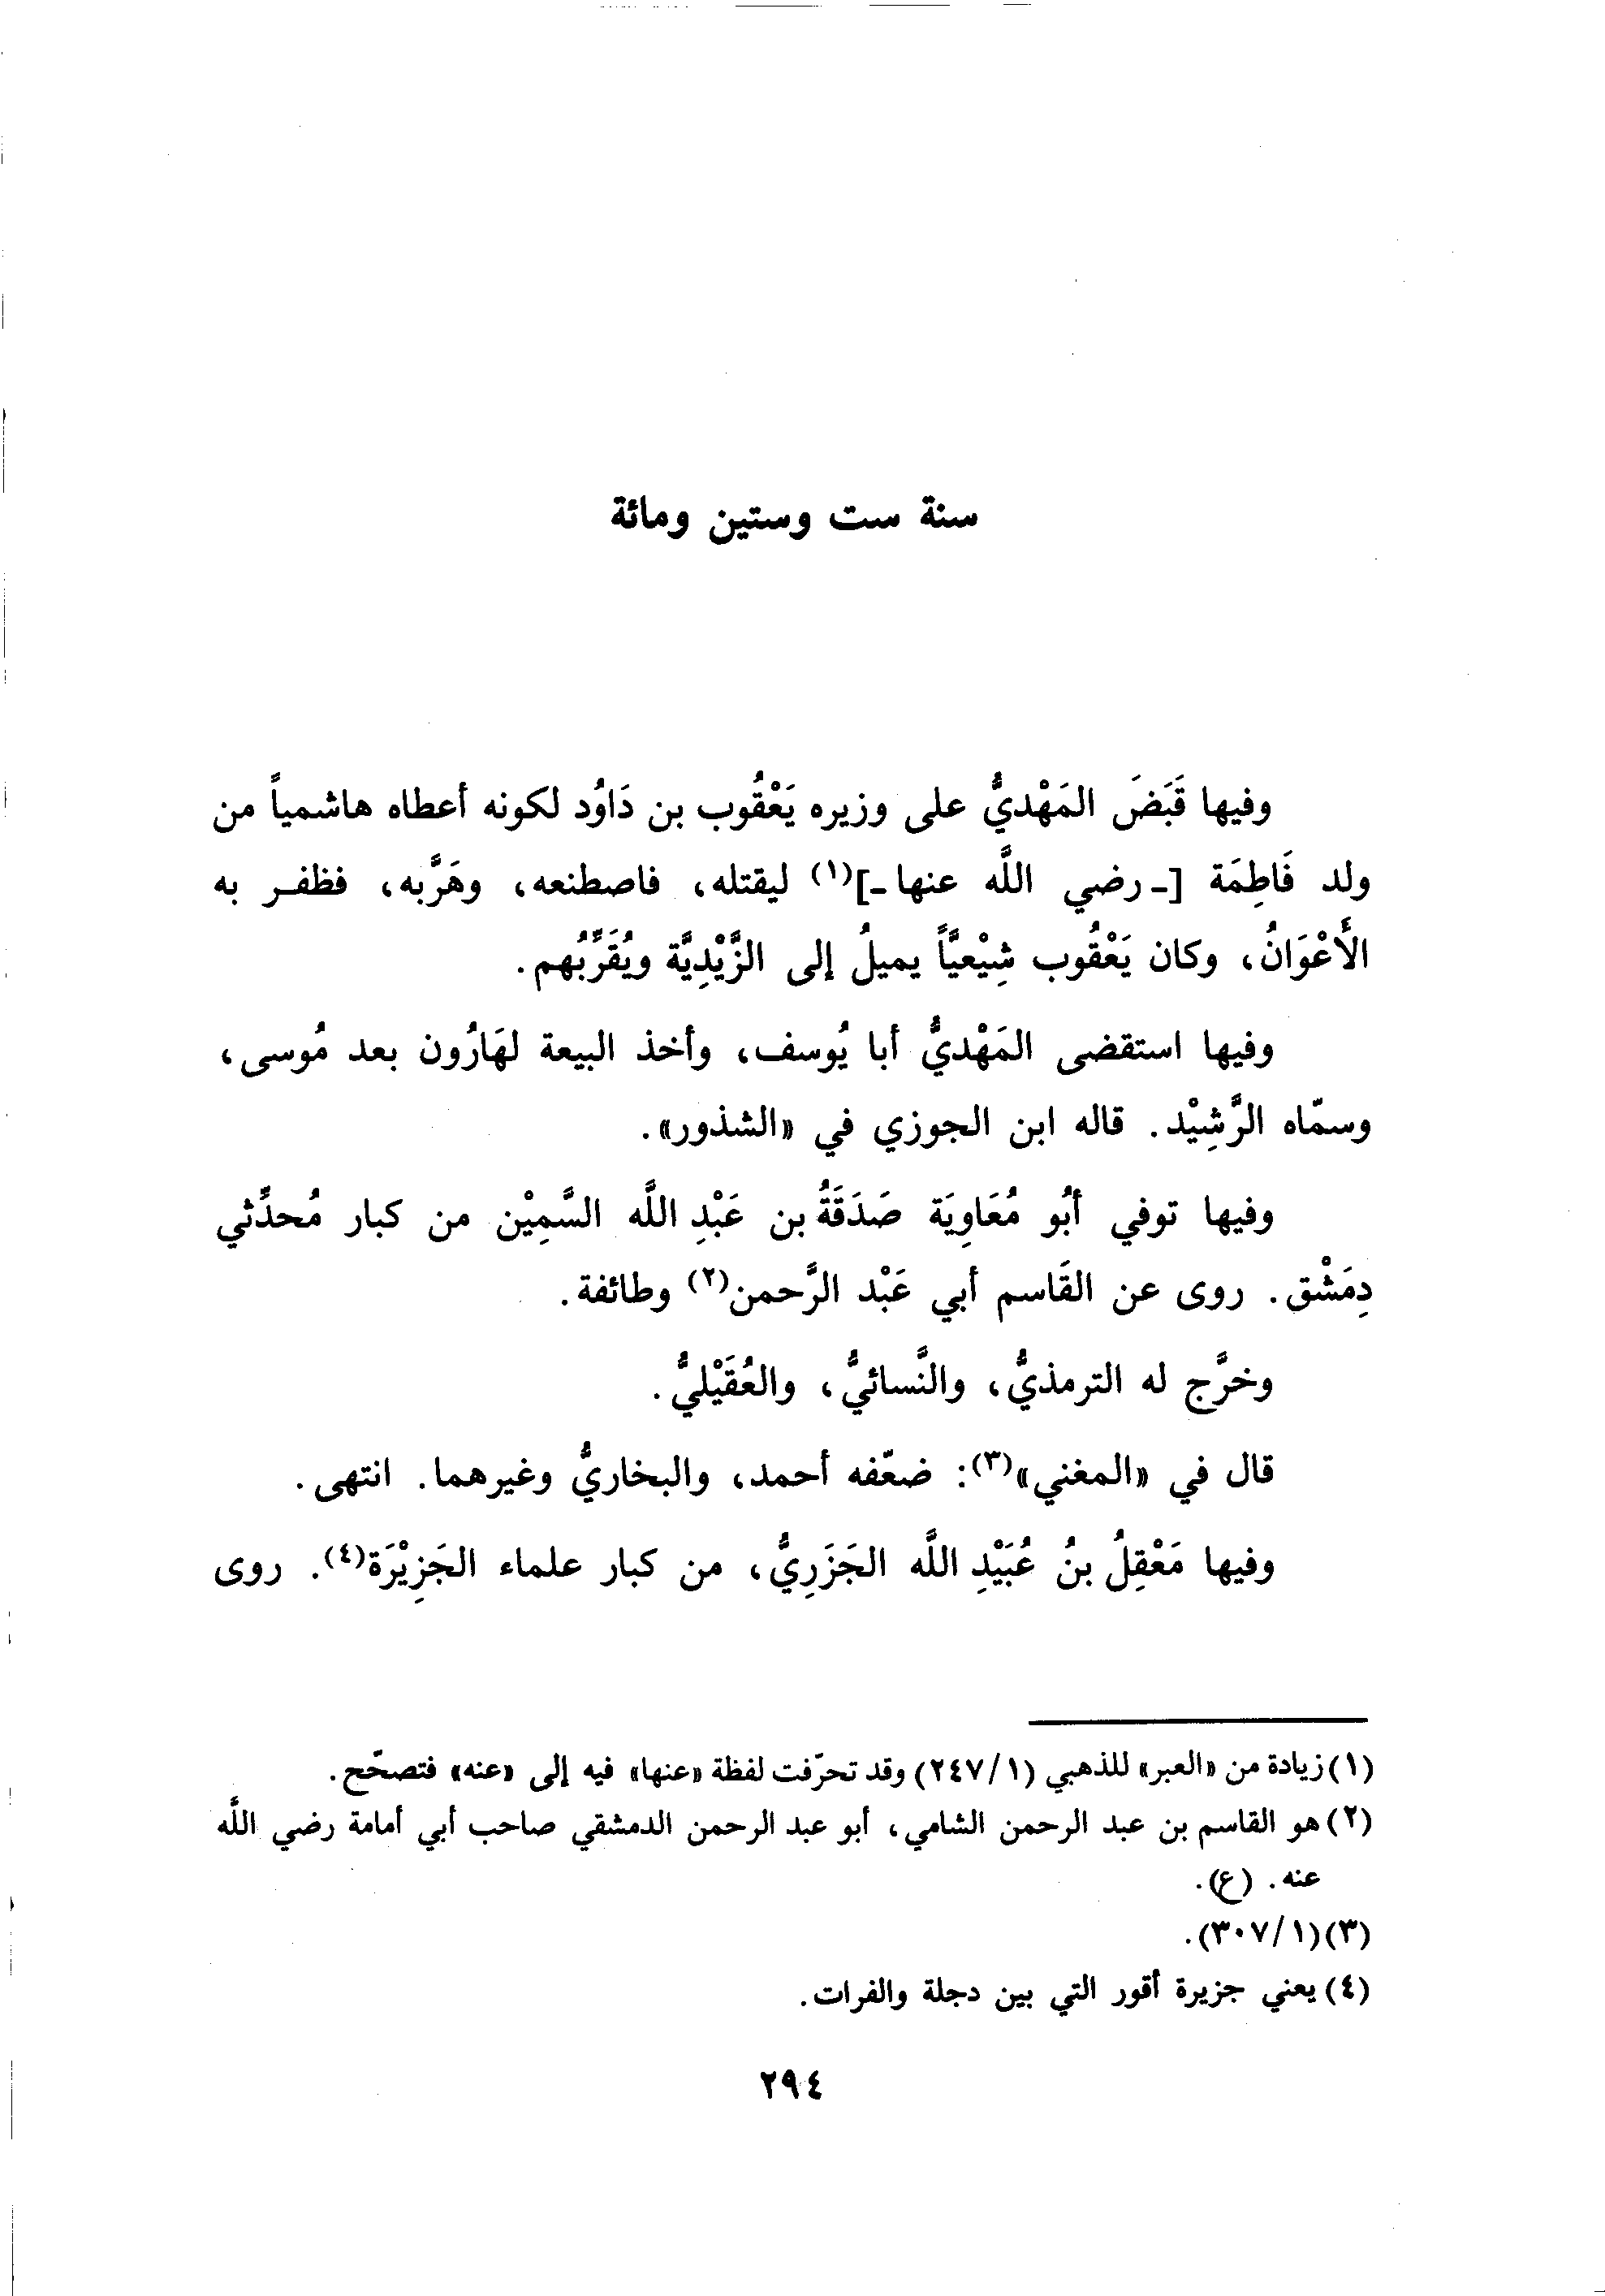 سنة ست وستين ومائة
وفيها قَبَضَ المَهْديُّ على وزيره يَعْقُوب بن دَاوُد لكونه أعطاه هاشمياً من
ولد فَاطِمَة [ـ رضي اللَّه عنها ـ](١) ليقتله، فاصطنعه، وهَرَّبه، فظفر به
الأَعْوَانُ، وكان يَعْقُوب شِيْعيَّاً يميلُ إلى الزَّيْدِيَّة ويُقَرِّبُهم.
وفيها استقضى المَهْديُّ أبا يُوسف، وأخذ البيعة لهَارُون بعد مُوسى،
وسمّاه الرَّشِيْد. قاله ابن الجوزي في «الشذور».
وفيها توفي أبُو مُعَاوِيَة صَدَقَةُ بن عَبْدِ اللَّه السَّمِيْن من كبار مُحدِّثي
دِمَشْق. روى عن القَاسم أبي عَبْد الرَّحمن(٢) وطائفة.
وخرَّج له الترمذيُّ، والنَّسائيُّ، والعُقَيْليُّ.
قال في «المغني»(٣): ضعّفه أحمد، والبخاريُّ وغيرهما. انتهى.
وفيها مَعْقِلُ بنُ عُبَيْدِ اللَّه الجَزَرِيُّ، من كبار علماء الجَزِيْرَة(٤). روى
(١) زيادة من «العبر» للذهبي (١/٢٤٧) وقد تحرّفت لفظة «عنها» فيه إلى «عنه» فتصحّح.
(٢) هو القاسم بن عبد الرحمن الشامي، أبو عبد الرحمن الدمشقي صاحب أبي أمامة رضي اللَّه
عنه. (ع).
(٣) (١/٣٠٧).
(٤) يعني جزيرة أقور التي بين دجلة والفرات.
٢٩٤